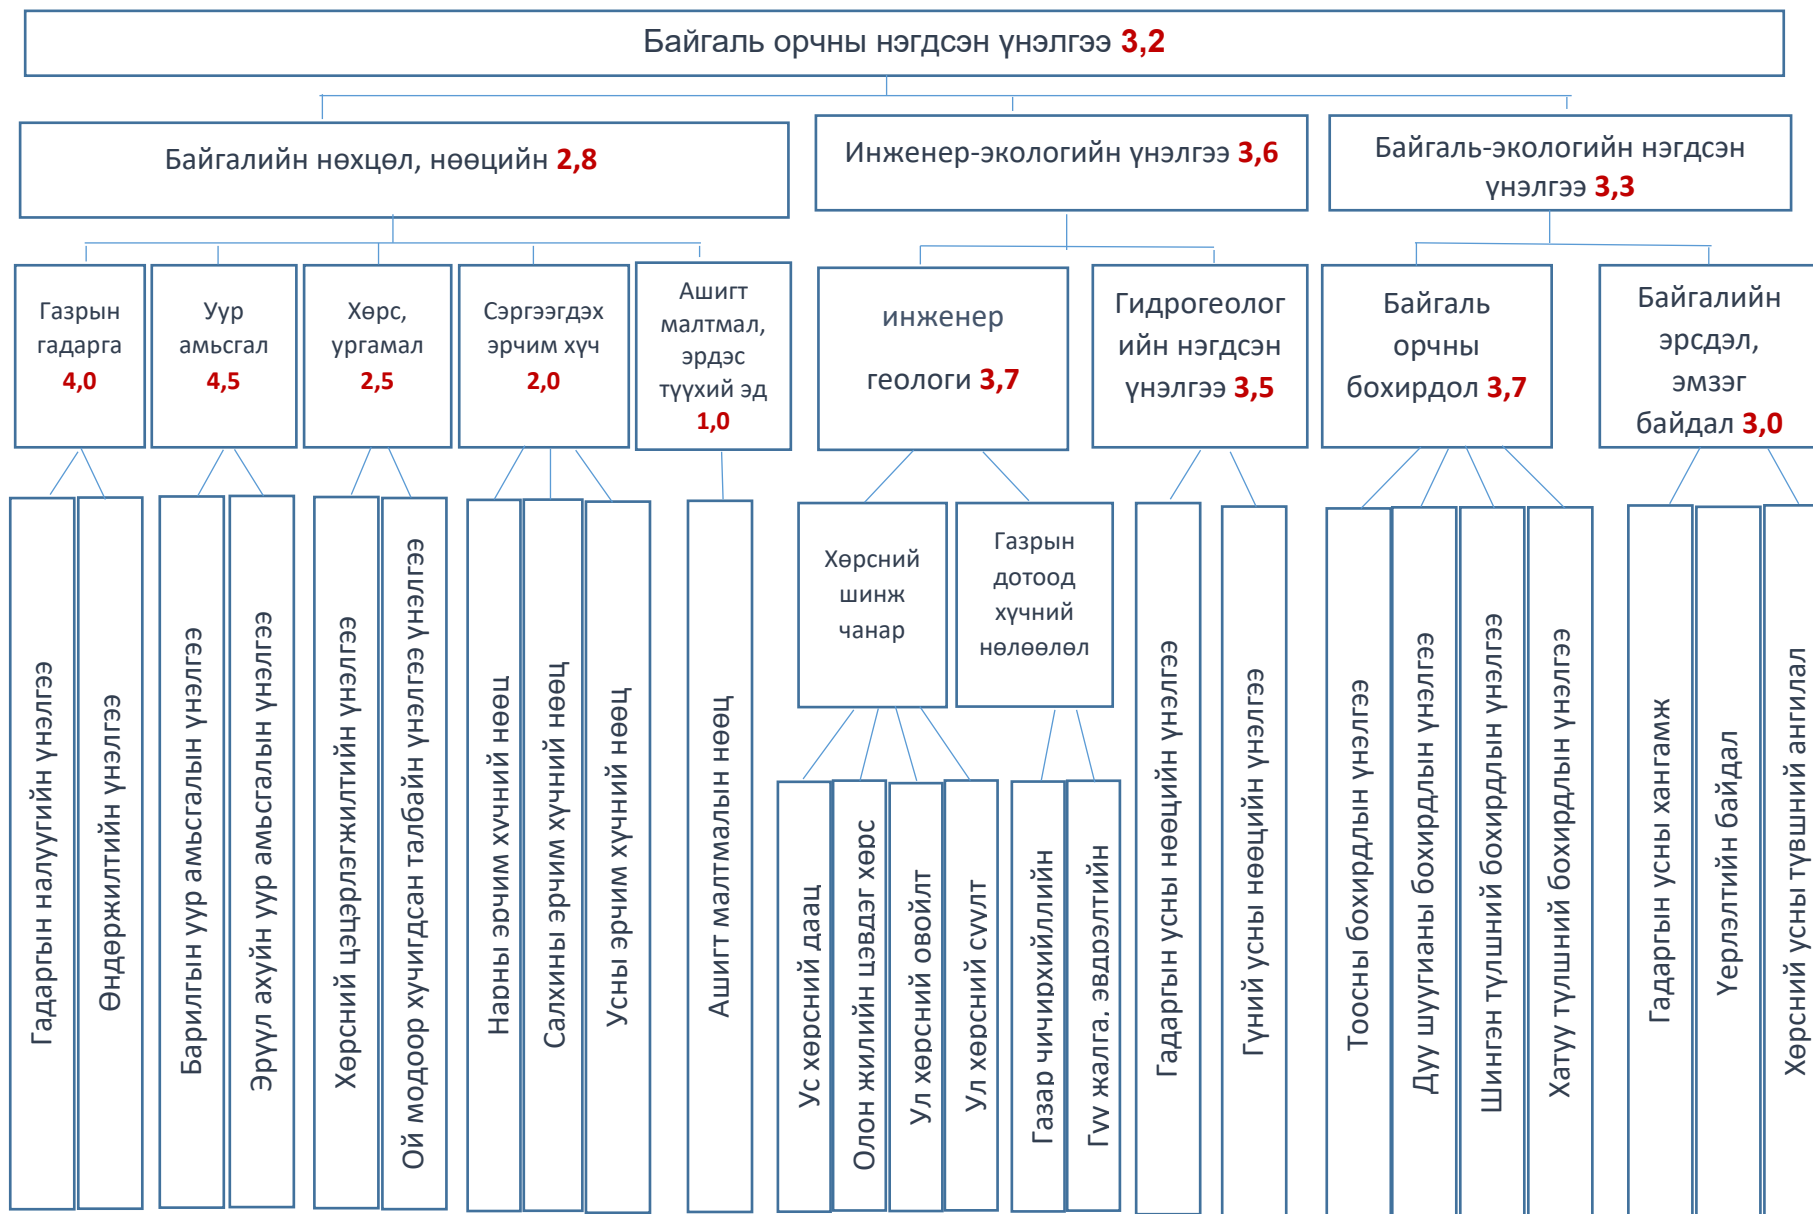 Байгаль орчны нэгдсэн үнэлгээ 3,2
Байгалийн нөхцөл, нөөцийн 2,8
Инженер-экологийн үнэлгээ 3,6
Байгаль-экологийн нэгдсэн
үнэлгээ 3,3
Газрын
гадарга
4,0
Уур
амьсгал
4,5
Хөрс,
ургамал
2,5
Сэргээгдэх
эрчим хүч
2,0
Ашигт
малтмал,
эрдэс
түүхий эд
1,0
инженер
геологи 3,7
Гидрогеолог
ийн нэгдсэн
үнэлгээ 3,5
Байгаль
орчны
бохирдол 3,7
Байгалийн
эрсдэл,
эмзэг
байдал 3,0
Гадаргын налуугийн үнэлгээ
Өндөржилтийн үнэлгээ
Барилгын уур амьсгалын үнэлгээ
Эрүүл ахуйн уур амьсгалын үнэлгээ
Хөрсний цэцэрлэгжилтийн үнэлгээ
Ой модоор хучигдсан талбайн үнэлгээ үнэлгээ
Нарны эрчим хүчний нөөц
Салхины эрчим хүчний нөөц
Усны эрчим хүчний нөөц
Ашигт малтмалын нөөц
Хөрсний
шинж
чанар
Газрын
дотоод
хүчний
нөлөөлөл
Ус хөрсний даац
Олон жилийн цэвдэг хөрс
Ул хөрсний овойлт
Ул хөрсний суулт
Газар чичирхийллийн
Гуу жалга, эвдрэлтийн
Гадаргын усны нөөцийн үнэлгээ
Гүний усны нөөцийн үнэлгээ
Тоосны бохирдлын үнэлгээ
Дуу шуугианы бохирдлын үнэлгээ
Шингэн түлшний бохирдлын үнэлгээ
Хатуу түлшний бохирдлын үнэлгээ
Гадаргын усны хангамж
Үерлэлтийн байдал
Хөрсний усны түвшний ангилал